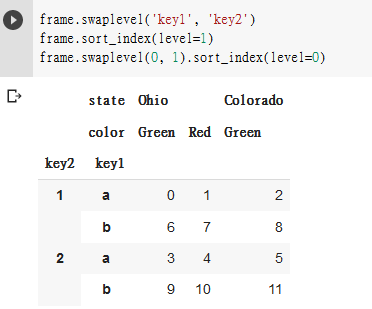 frame.swaplevel('key1', 'key2')
frame.sort_index(level=1)
frame.swaplevel(0, 1).sort_index(level=0)
state Ohio Colorado
color Green Red Green
key2 key1
1 a 0 1 2
b 6 7 8
2 a 3 4 5
b 9 10 11